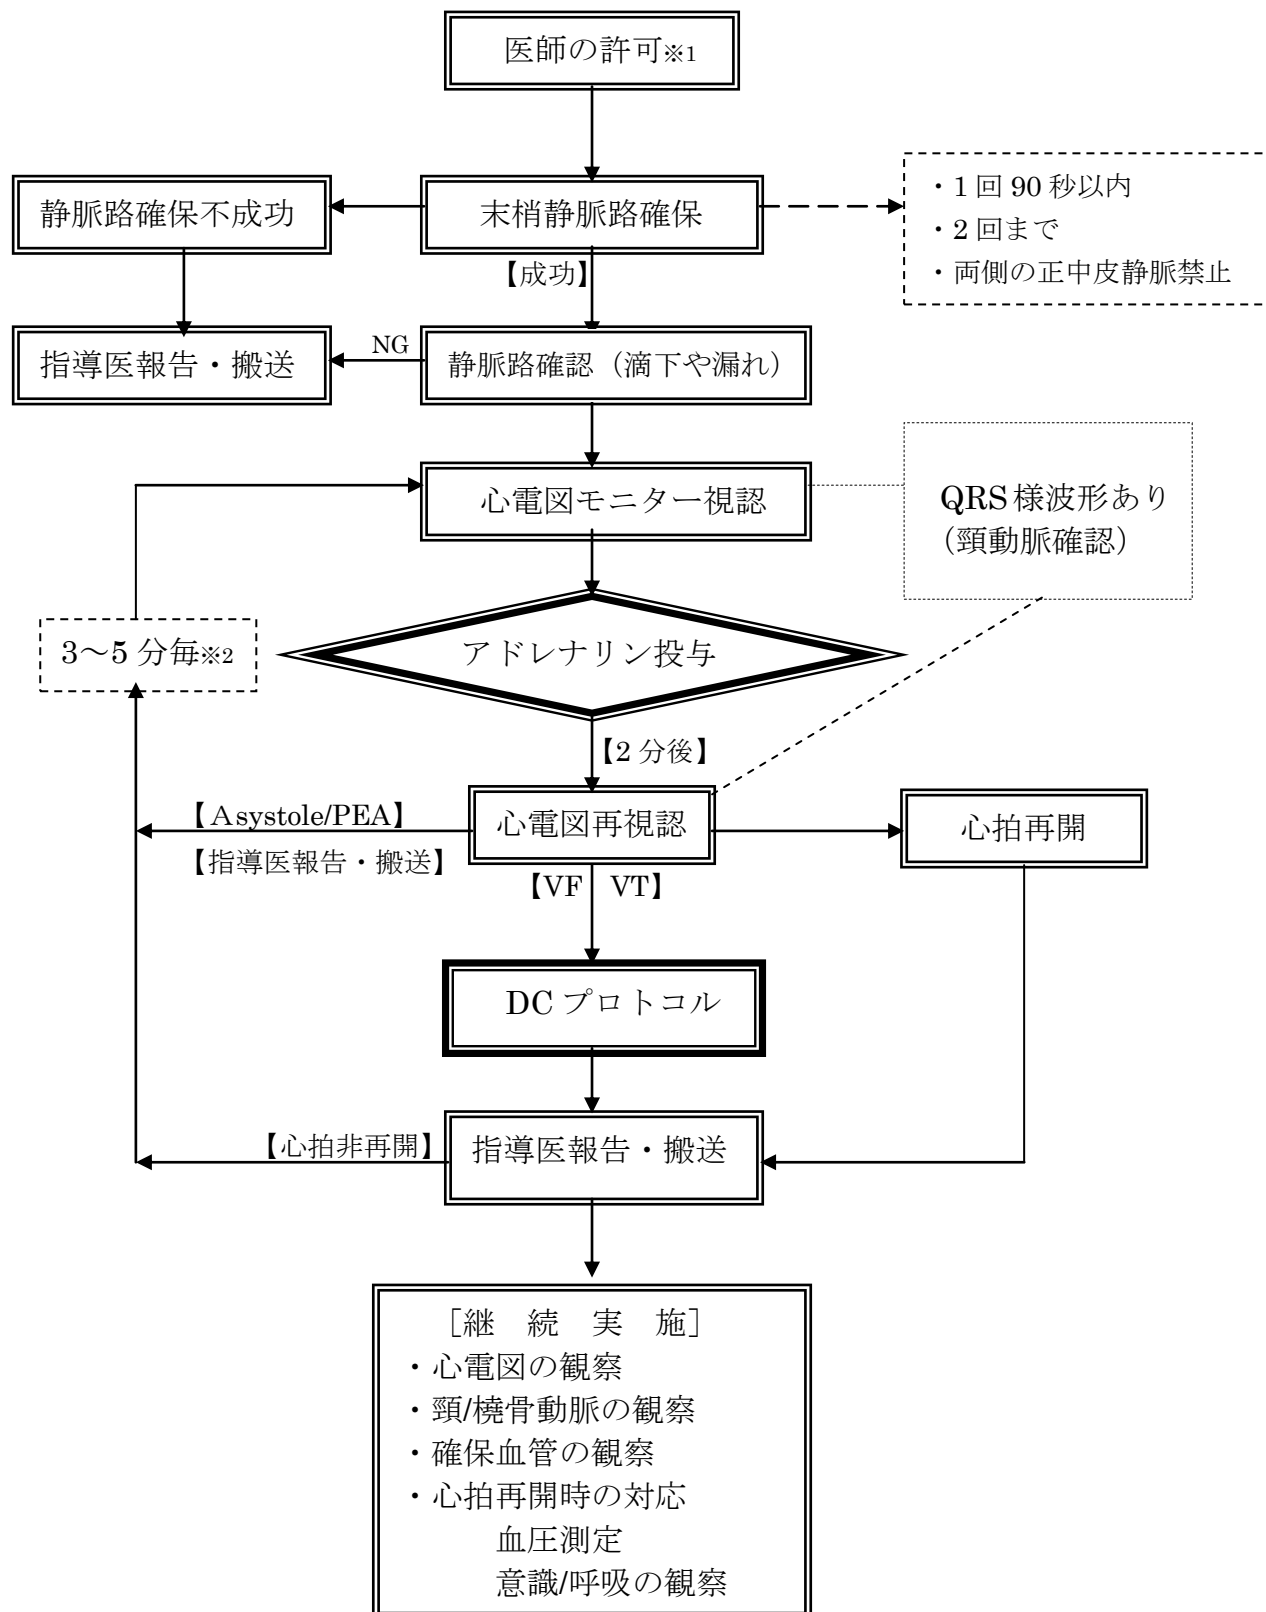 医師の許可※1
・1回90秒以内
静脈路確保不成功
末梢静脈路確保
・2回まで
・両側の正中皮静脈禁止
【成功】
指導医報告・搬送
NG
静脈路確認（滴下や漏れ）
心電図モニター視認
QRS様波形あり
（頸動脈確認）
3～5分毎※2
アドレナリン投与
【2分後】
【Asystole/PEA】
心電図再視認
心拍再開
【指導医報告・搬送】
【VF　VT】
DCプロトコル
【心拍非再開】
指導医報告・搬送
［継　続　実　施］
・心電図の観察
・頸/橈骨動脈の観察
・確保血管の観察
・心拍再開時の対応
血圧測定
意識/呼吸の観察